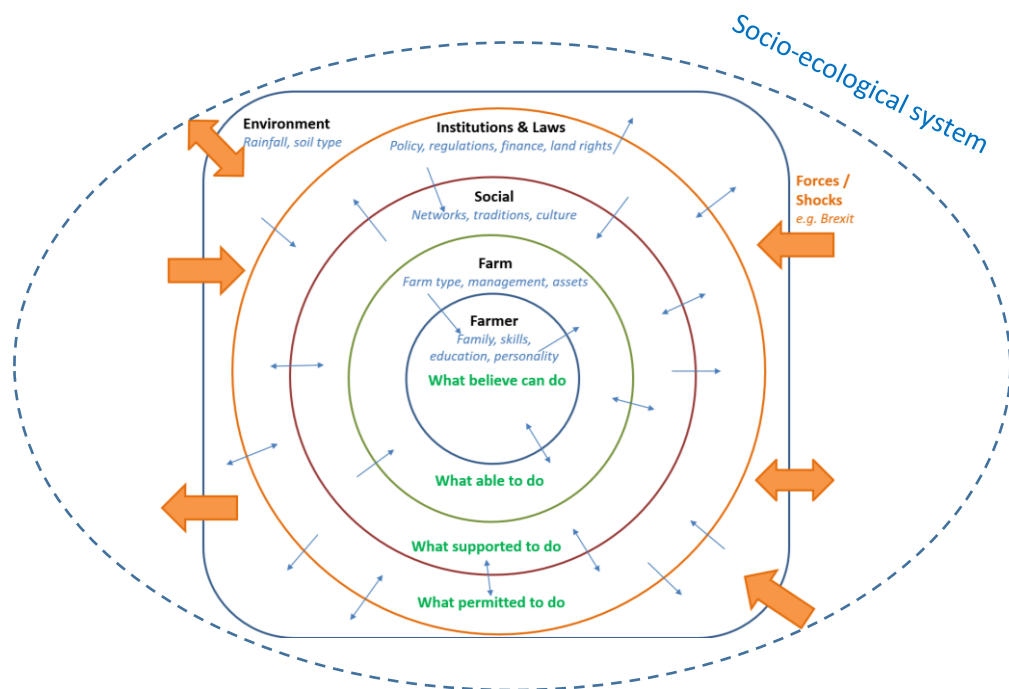 Socio-ecological system
Environment
Rainfall, soil type
Institutions & Laws
Policy, regulations, finance, land rights
Forces /
Shocks
e.g. Brexit
Social
Networks, traditions, culture
Farm
Farm type, management, assets
Farmer
Family, skills,
education, personality
What believe can do
What able to do
What supported to do
What permitted to do